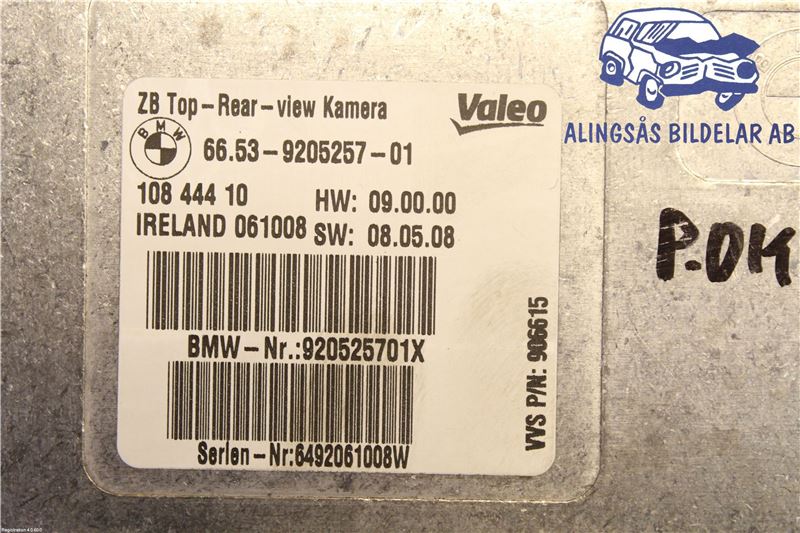 ZB Top-Rear-view Kamera
Valeo
BMW
66.53-9205257-01
108 444 10
HW: 09.00.00
IRELAND 061008
SW: 08.05.08
BMW-Nr.:920525701X
Serien-Nr:6492061008W
VVS P/N: 906615
ALINGSÅS BILDELAR AB
P.OK